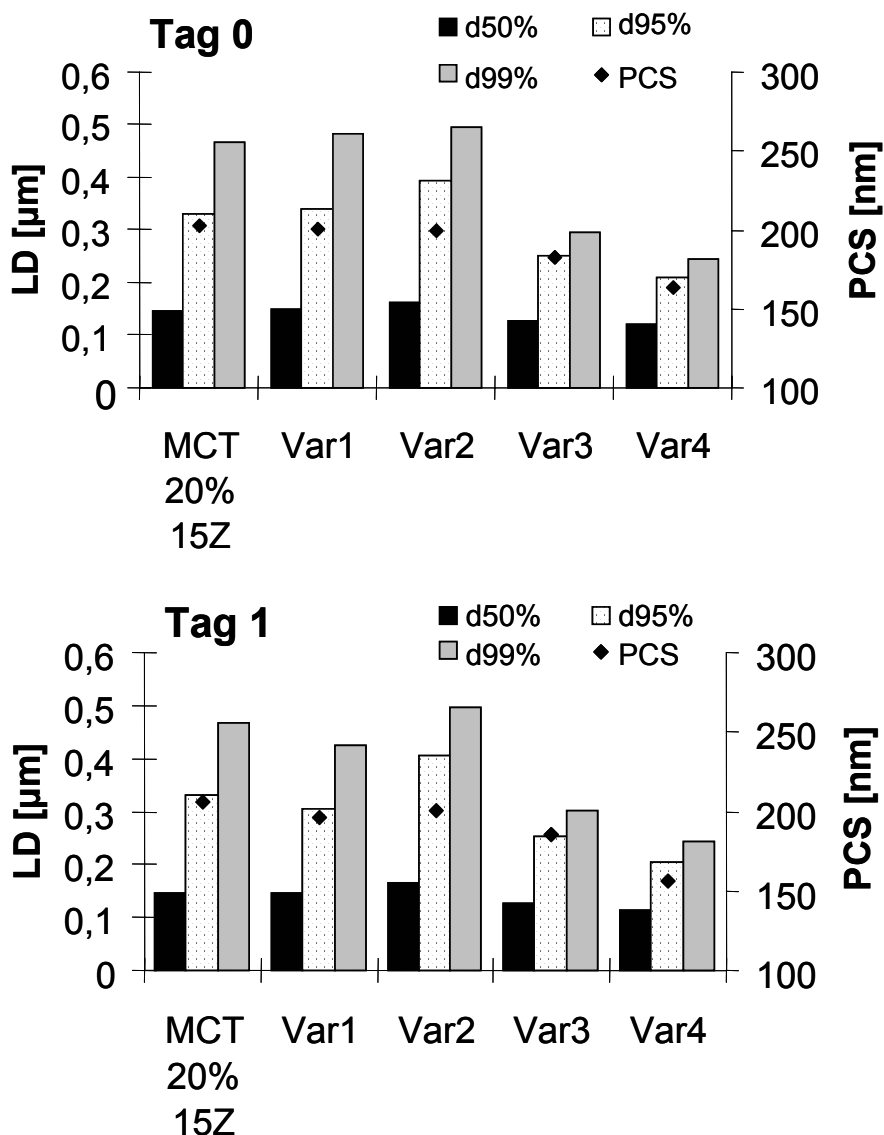 Tag 0
d50%
d95%
d99%
PCS
0,6
0,5
0,4
0,3
0,2
0,1
0
LD [µm]
300
250
200
150
100
PCS [nm]
MCT
20%
15Z
Var1
Var2
Var3
Var4
Tag 1
d50%
d95%
d99%
PCS
0,6
0,5
0,4
0,3
0,2
0,1
0
LD [µm]
300
250
200
150
100
PCS [nm]
MCT
20%
15Z
Var1
Var2
Var3
Var4